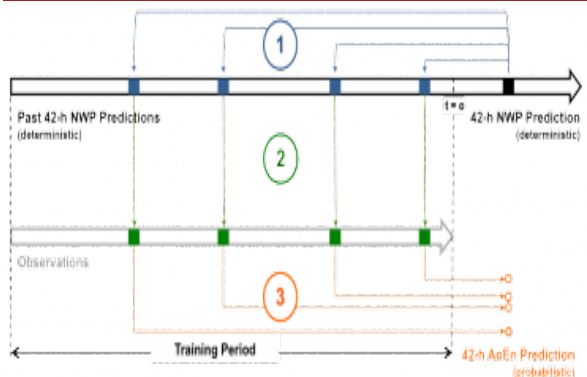 1
t = 0
Past 42-h NWP Predictions
(deterministic)
42-h NWP Prediction
(deterministic)
2
Observations
3
Training Period
42-h AnEn Prediction
(probabilistic)